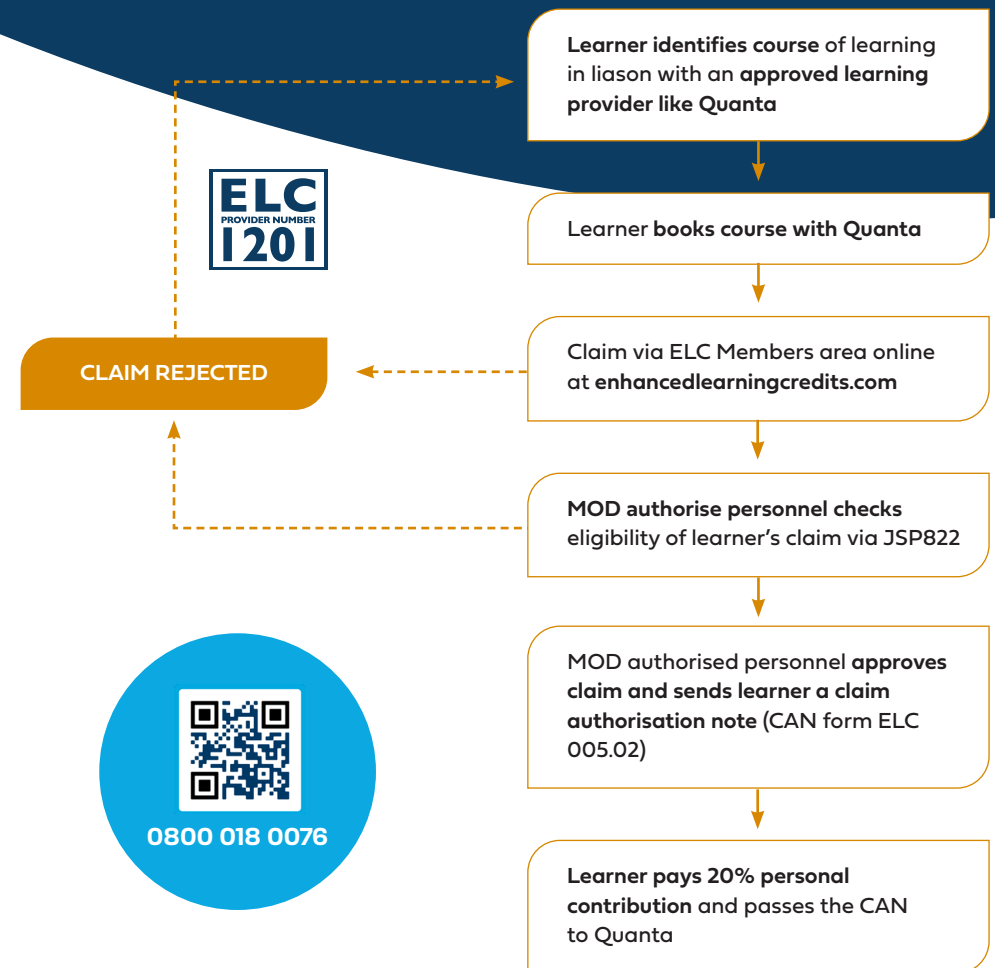 Learner identifies course of learning
in liason with an approved learning
provider like Quanta
ELC
PROVIDER NUMBER
1201
Learner books course with Quanta
CLAIM REJECTED
Claim via ELC Members area online
at enhancedlearningcredits.com
MOD authorise personnel checks
eligibility of learner's claim via JSP822
MOD authorised personnel approves
claim and sends learner a claim
authorisation note (CAN form ELC
005.02)
0800 018 0076
Learner pays 20% personal
contribution and passes the CAN
to Quanta